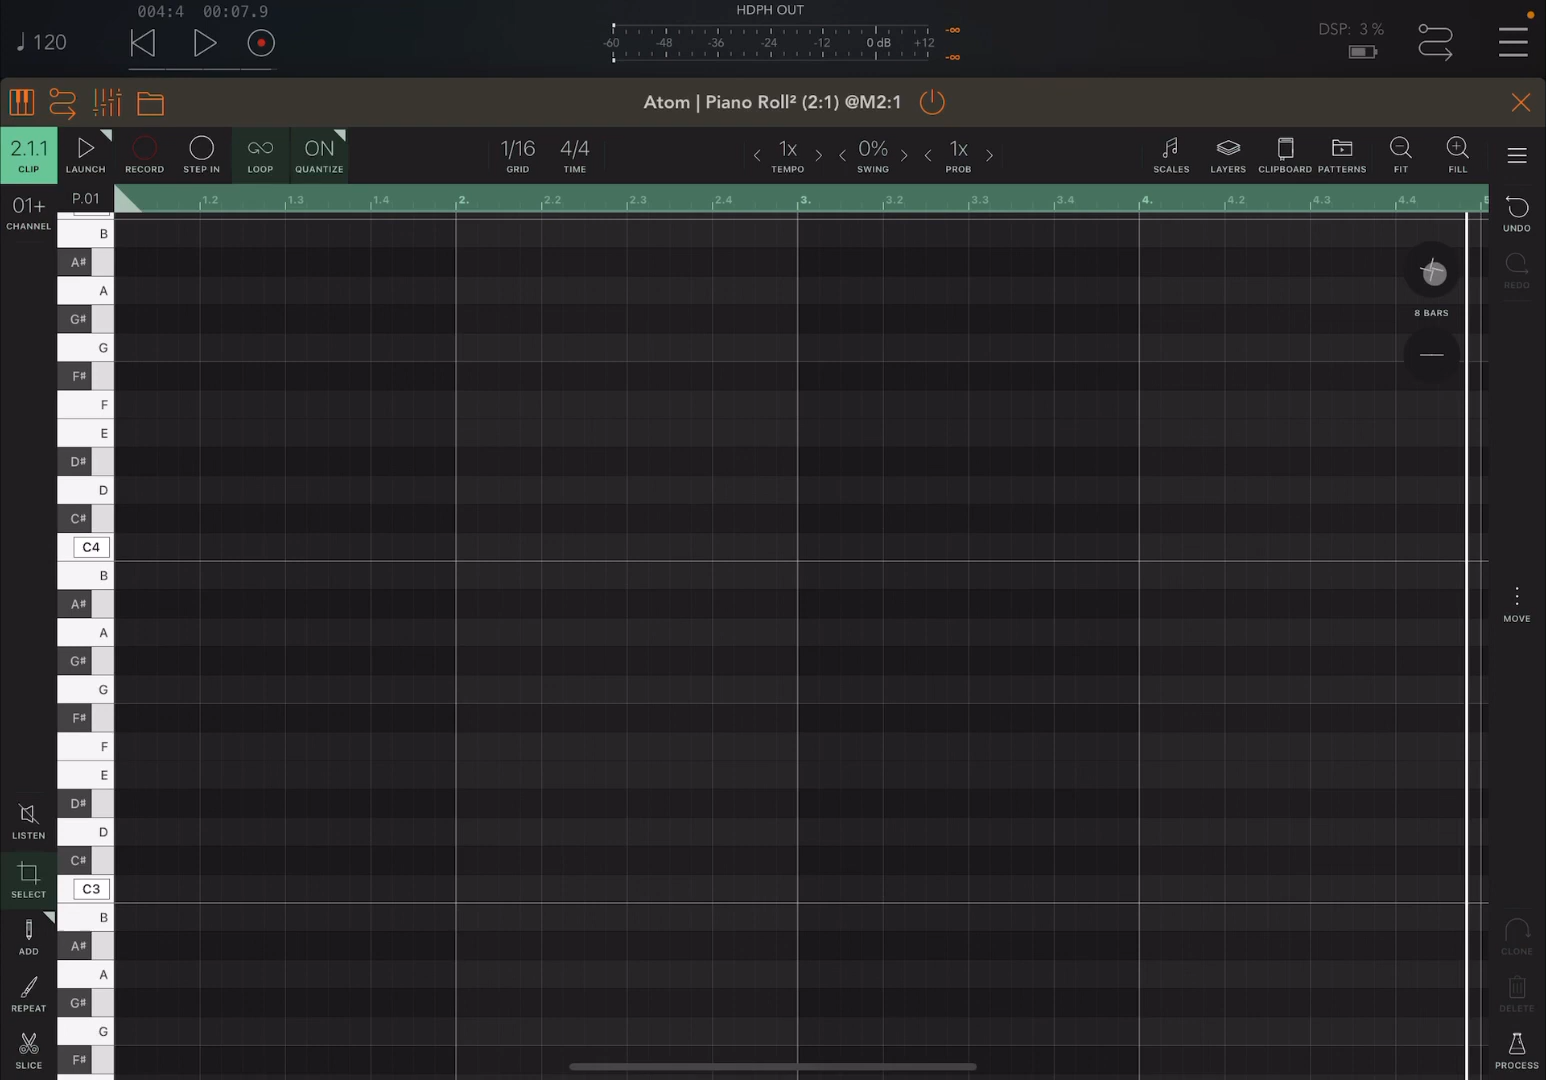 004:4 00:07.9
HDPH OUT
♩ 120
-60 -48 -36 -24 -12 0 dB +12
-∞
-∞
DSP: 3 %
Atom | Piano Roll² (2:1) @M2:1
2.1.1
CLIP
LAUNCH
RECORD
STEP IN
LOOP
ON
QUANTIZE
1/16
GRID
4/4
TIME
1x
TEMPO
0%
SWING
1x
PROB
SCALES
LAYERS
CLIPBOARD
PATTERNS
FIT
FILL
01+
CHANNEL
P.01
1.2 1.3 1.4 2. 2.2 2.3 2.4 3. 3.2 3.3 3.4 4. 4.2 4.3 4.4
UNDO
REDO
8 BARS
B
A#
A
G#
G
F#
F
E
D#
D
C#
C4
B
A#
A
G#
G
F#
F
E
D#
D
C#
C3
B
A#
A
G#
G
F#
MOVE
LISTEN
SELECT
ADD
REPEAT
SLICE
CLONE
DELETE
PROCESS